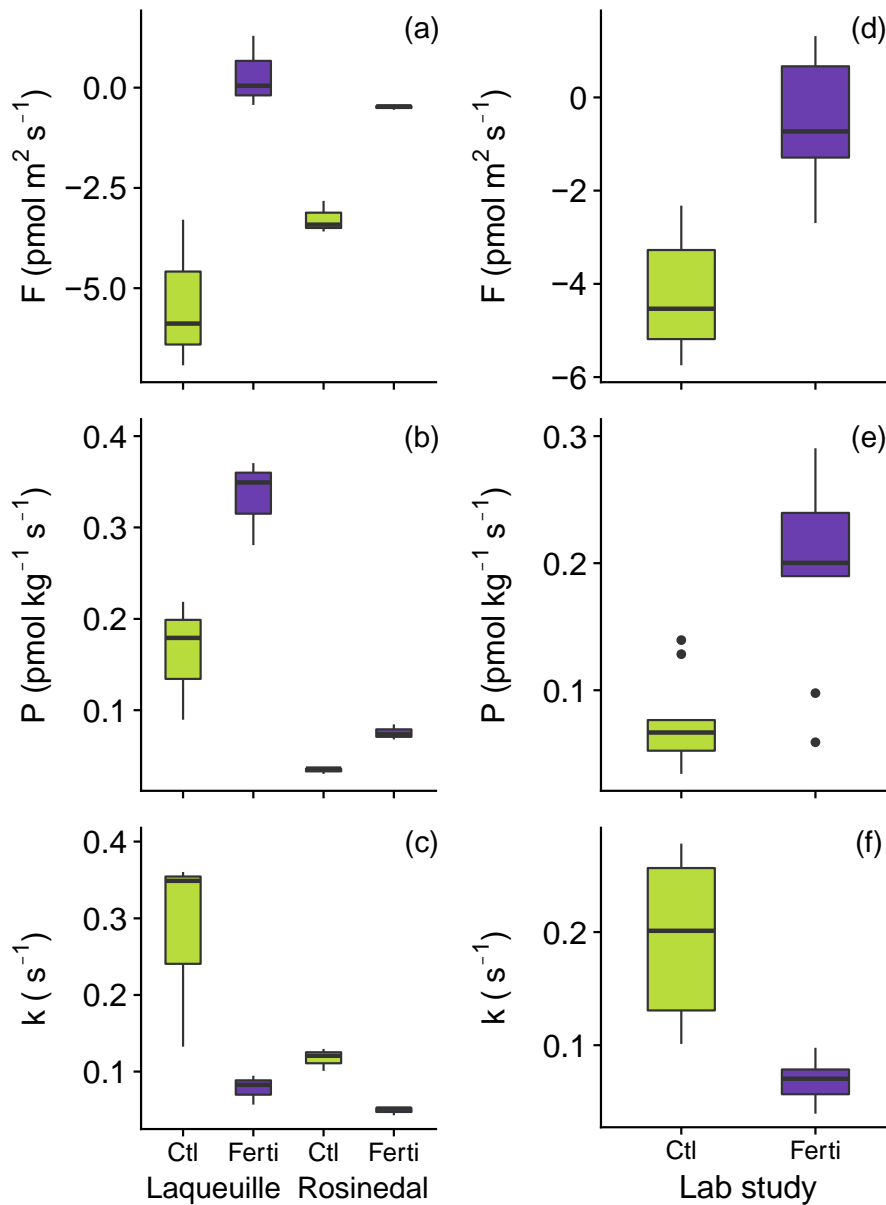 (a)
F (pmol m² s⁻¹)
0.0
−2.5
−5.0
(d)
F (pmol m² s⁻¹)
0
−2
−4
−6
(b)
P (pmol kg⁻¹ s⁻¹)
0.4
0.3
0.2
0.1
(e)
P (pmol kg⁻¹ s⁻¹)
0.3
0.2
0.1
(c)
k ( s⁻¹)
0.4
0.3
0.2
0.1
Ctl Ferti Ctl Ferti
Laqueuille Rosinedal
(f)
k ( s⁻¹)
0.2
0.1
Ctl Ferti
Lab study